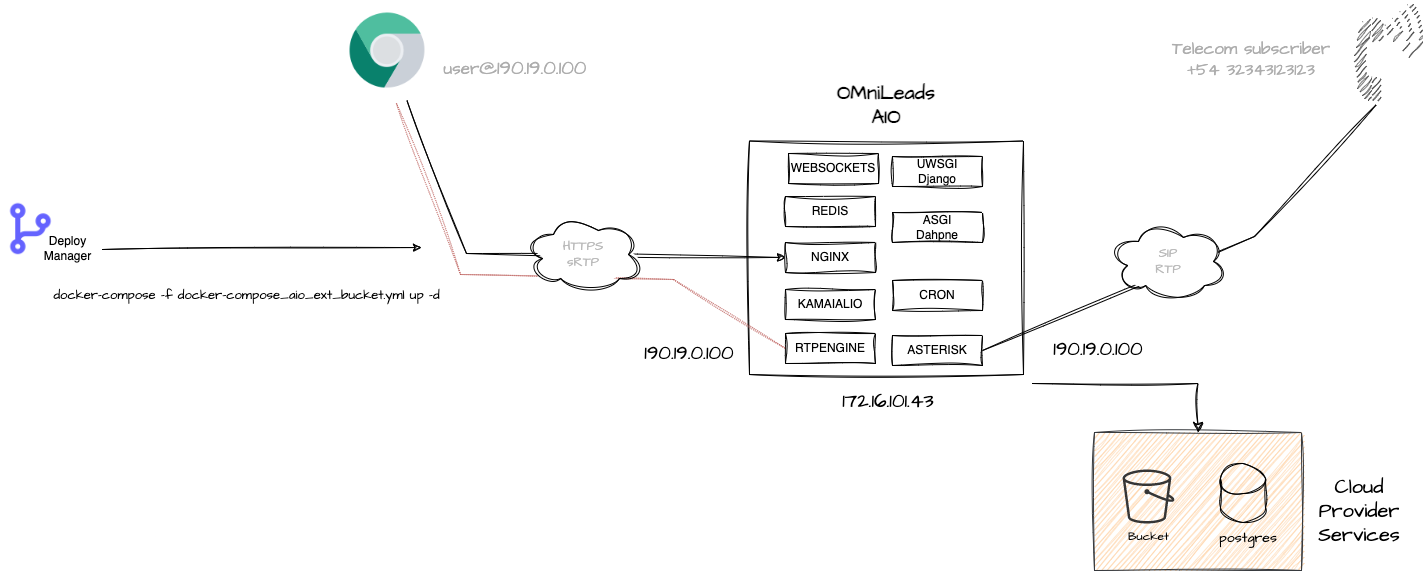 user@190.19.0.100
Telecom subscriber
+54 32343123123
OMniLeads
AIO
WEBSOCKETS
UWSGI
Django
REDIS
ASGI
Dahpne
Deploy
Manager
HTTPS
sRTP
NGINX
SIP
RTP
docker-compose -f docker-compose_aio_ext_bucket.yml up -d
KAMAIALIO
CRON
RTPENGINE
ASTERISK
190.19.0.100
190.19.0.100
172.16.101.43
Cloud
Provider
Services
Bucket
postgres